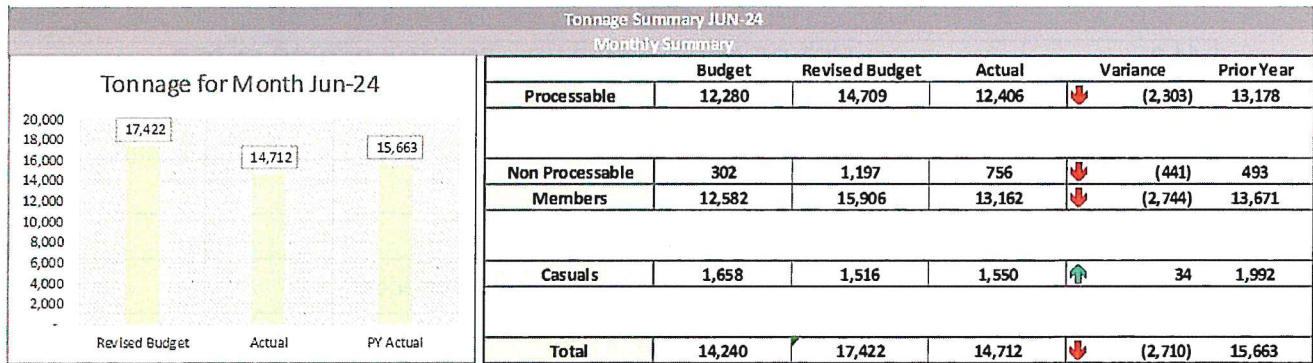 Tonnage Summary JUN-24
Monthly Summary
Tonnage for Month Jun-24
20,000
18,000
16,000
14,000
12,000
10,000
8,000
6,000
4,000
2,000
-
17,422
14,712
15,663
Revised Budget Actual PY Actual
Budget Revised Budget Actual Variance Prior Year
Processable 12,280 14,709 12,406 (2,303) 13,178
Non Processable 302 1,197 756 (441) 493
Members 12,582 15,906 13,162 (2,744) 13,671
Casuals 1,658 1,516 1,550 34 1,992
Total 14,240 17,422 14,712 (2,710) 15,663